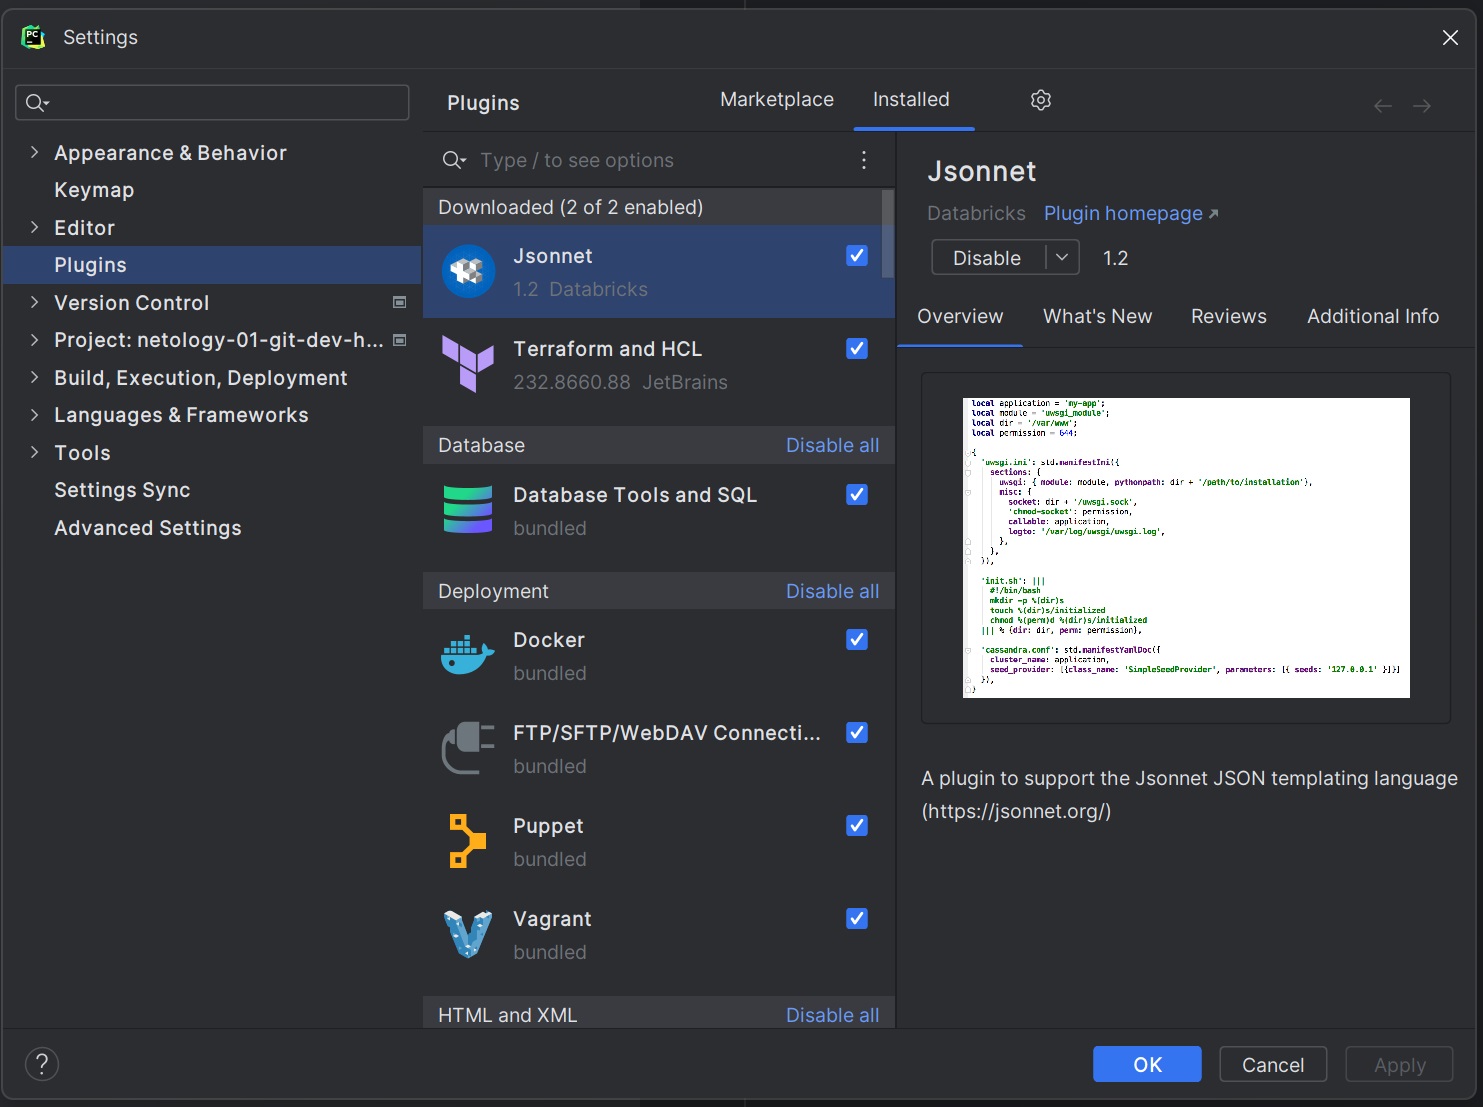 Settings
Appearance & Behavior
Keymap
Editor
Plugins
Version Control
Project: netology-01-git-dev-h...
Build, Execution, Deployment
Languages & Frameworks
Tools
Settings Sync
Advanced Settings
Plugins
Marketplace
Installed
Type / to see options
Downloaded (2 of 2 enabled)
Jsonnet
1.2 Databricks
Terraform and HCL
232.8660.88 JetBrains
Database Disable all
Database Tools and SQL
bundled
Deployment Disable all
Docker
bundled
FTP/SFTP/WebDAV Connecti...
bundled
Puppet
bundled
Vagrant
bundled
HTML and XML Disable all
Jsonnet
Databricks Plugin homepage
Disable 1.2
Overview What's New Reviews Additional Info
local application = 'my-app';
local module = 'uwsgi_module';
local dir = '/var/www';
local permission = 644;
{
'uwsgi.ini': std.manifestIni({
sections: {
uwsgi: { module: module, pythonpath: dir + '/path/to/installation'},
misc: {
socket: dir + '/uwsgi.sock',
'chmod-socket': permission,
callable: application,
logto: '/var/log/uwsgi/uwsgi.log',
},
},
}),
'init.sh': |||
#!/bin/bash
mkdir -p %(dir)s
touch %(dir)s/initialized
chmod %(perm)d %(dir)s/initialized
||| % {dir: dir, perm: permission},
'cassandra.conf': std.manifestYamlDoc({
cluster_name: application,
seed_provider: [{class_name: 'SimpleSeedProvider', parameters: [{ seeds: '127.0.0.1' }]}]
}),
}
A plugin to support the Jsonnet JSON templating language
(https://jsonnet.org/)
?
OK
Cancel
Apply